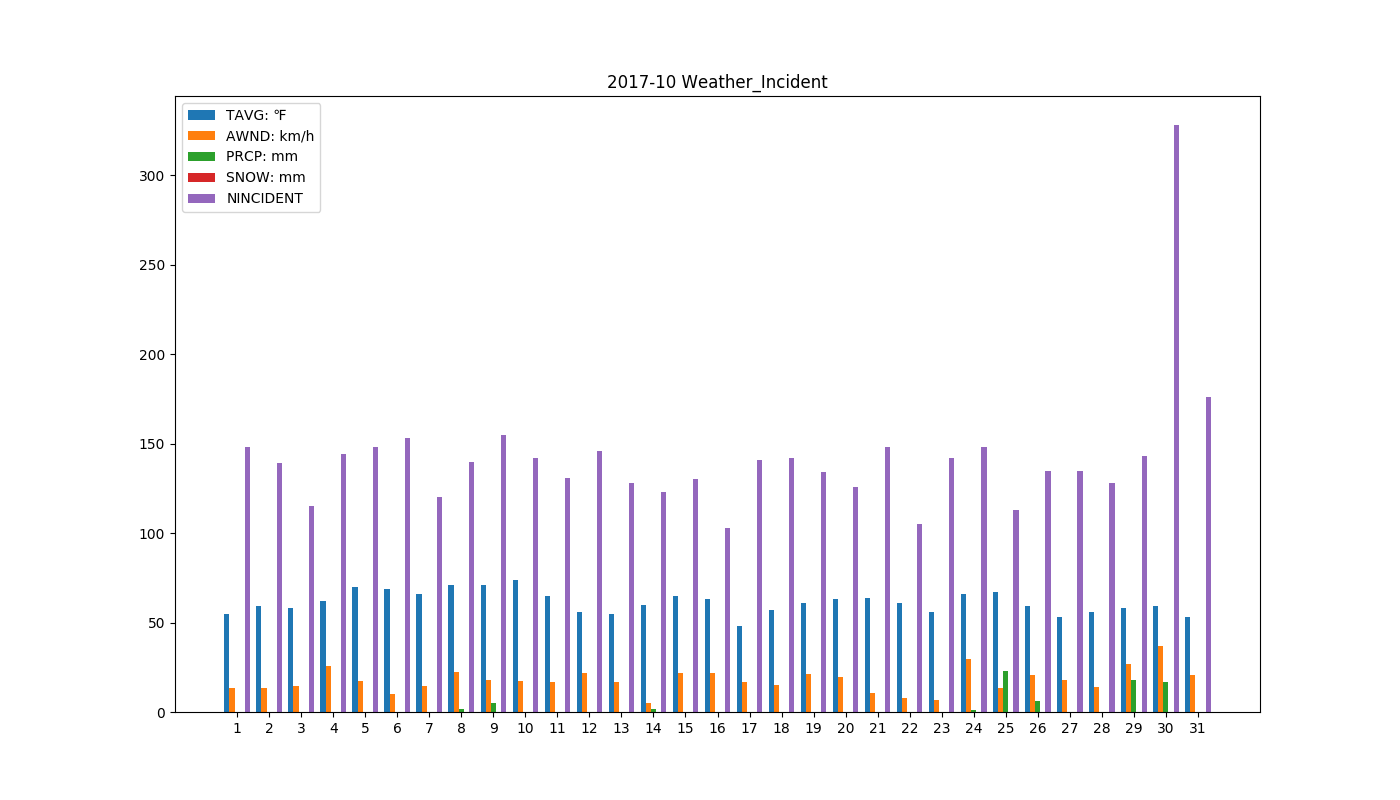 2017-10 Weather_Incident
TAVG: °F
AWND: km/h
PRCP: mm
SNOW: mm
NINCIDENT
300
250
200
150
100
50
0
1 2 3 4 5 6 7 8 9 10 11 12 13 14 15 16 17 18 19 20 21 22 23 24 25 26 27 28 29 30 31